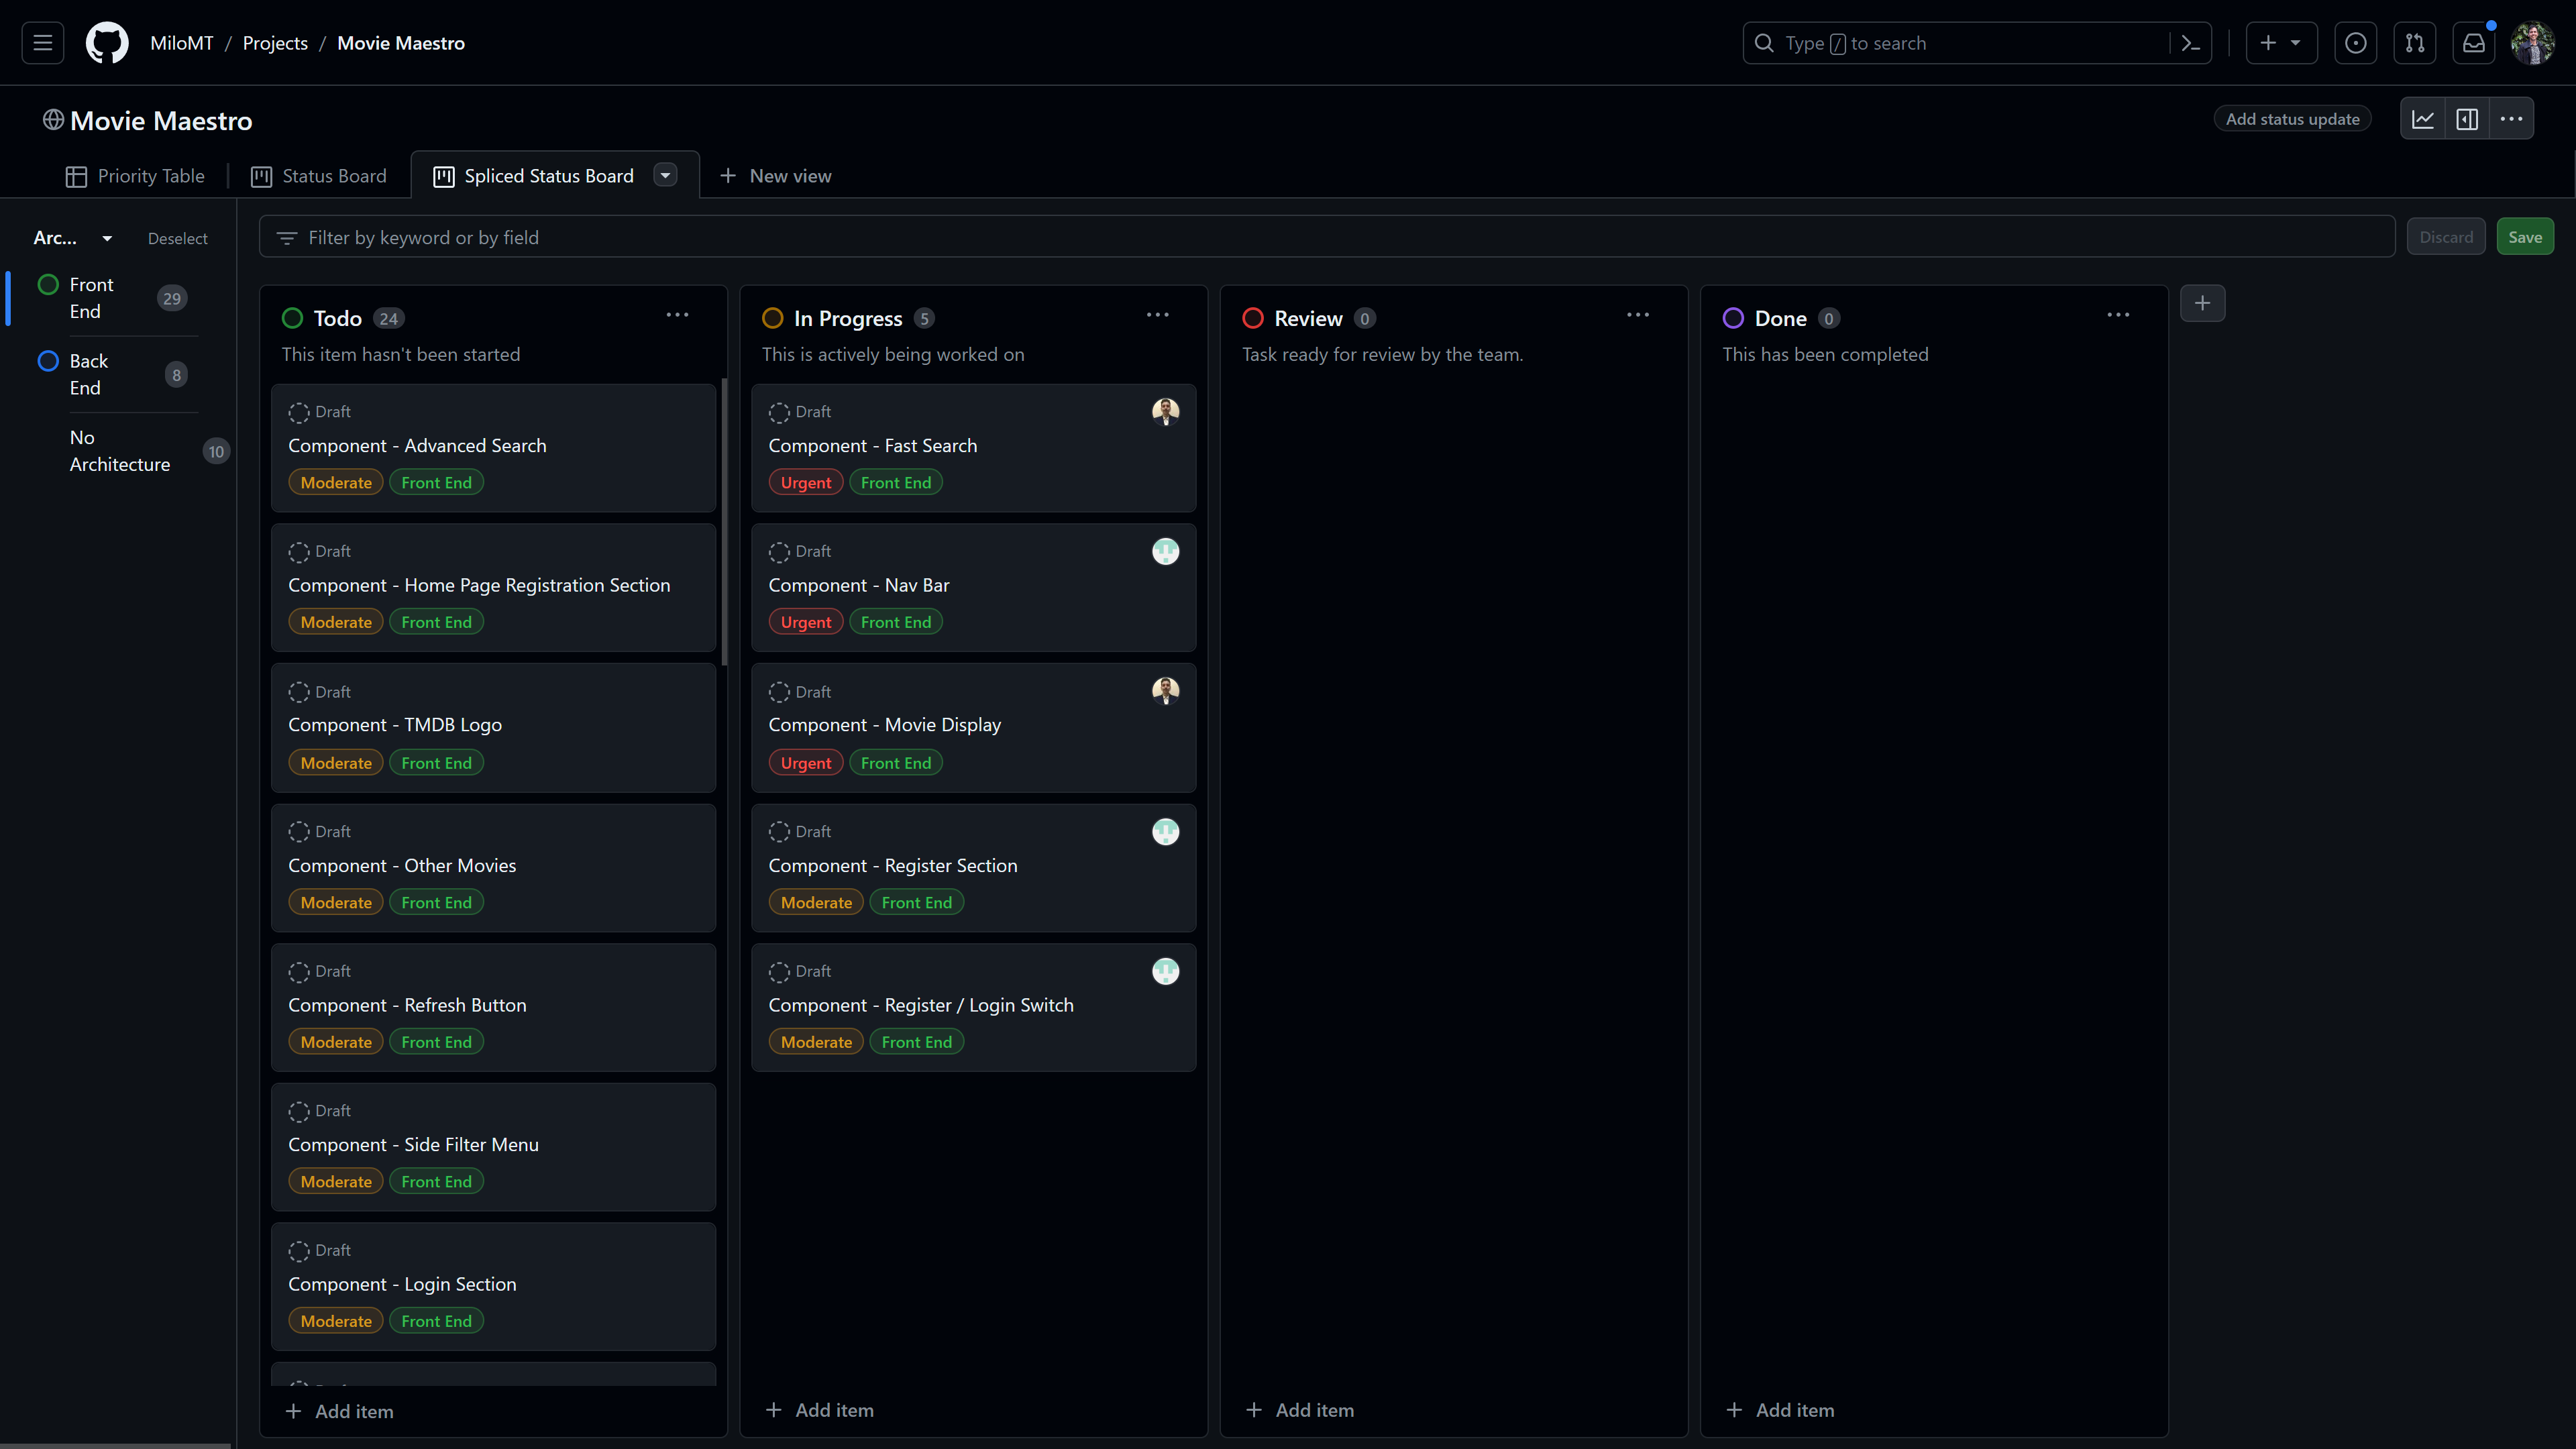 MiloMT / Projects / Movie Maestro
Type / to search
Movie Maestro
Add status update
Priority Table
Status Board
Spliced Status Board
New view
Arc...
Deselect
Front
End
29
Back
End
8
No
Architecture
10
Filter by keyword or by field
Discard
Save
Todo 24
This item hasn't been started
Draft
Component - Advanced Search
Moderate Front End
Draft
Component - Home Page Registration Section
Moderate Front End
Draft
Component - TMDB Logo
Moderate Front End
Draft
Component - Other Movies
Moderate Front End
Draft
Component - Refresh Button
Moderate Front End
Draft
Component - Side Filter Menu
Moderate Front End
Draft
Component - Login Section
Moderate Front End
Add item
In Progress 5
This is actively being worked on
Draft
Component - Fast Search
Urgent Front End
Draft
Component - Nav Bar
Urgent Front End
Draft
Component - Movie Display
Urgent Front End
Draft
Component - Register Section
Moderate Front End
Draft
Component - Register / Login Switch
Moderate Front End
Add item
Review 0
Task ready for review by the team.
Add item
Done 0
This has been completed
Add item